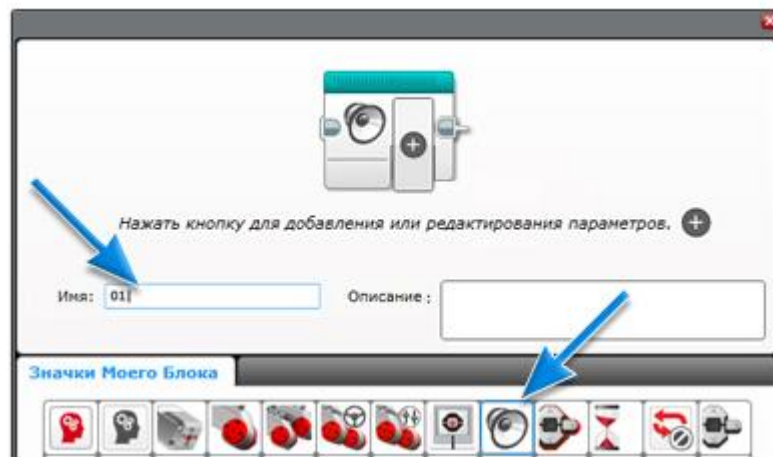 Нажать кнопку для добавления или редактирования параметров.
Имя: 01
Описание :
Значки Моего Блока